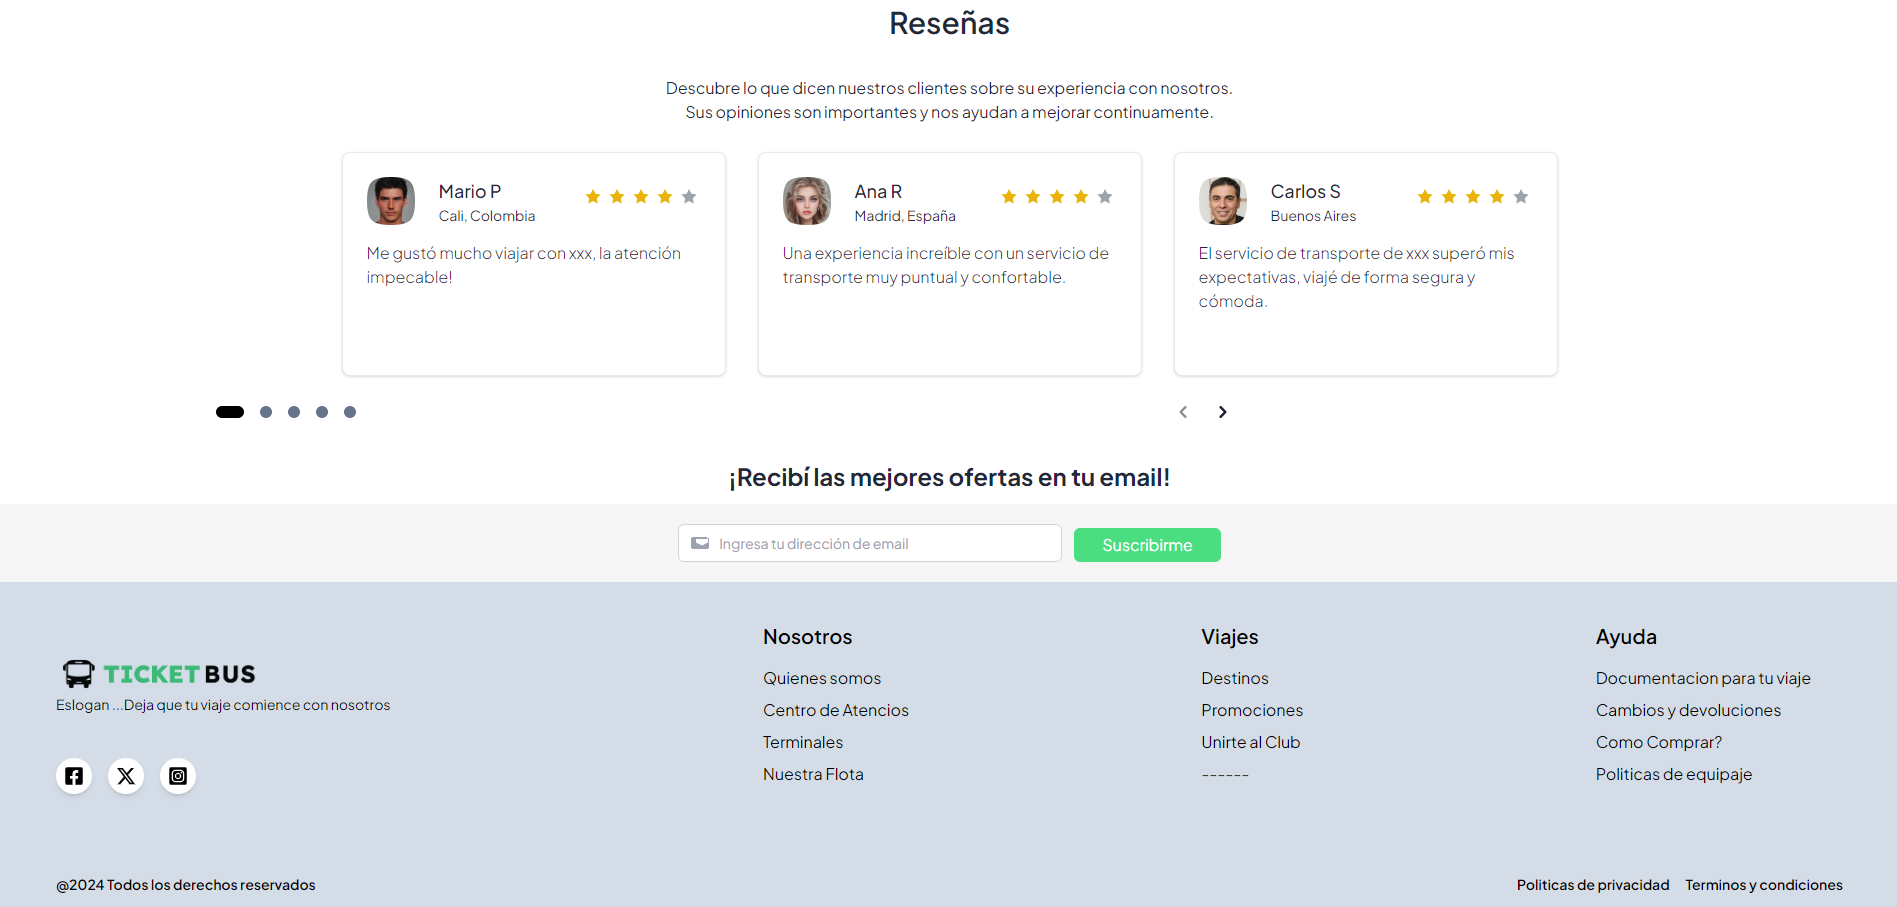 Reseñas
Descubre lo que dicen nuestros clientes sobre su experiencia con nosotros.
Sus opiniones son importantes y nos ayudan a mejorar continuamente.
Mario P
Cali, Colombia
Me gustó mucho viajar con xxx, la atención
impecable!
Ana R
Madrid, España
Una experiencia increíble con un servicio de
transporte muy puntual y confortable.
Carlos S
Buenos Aires
El servicio de transporte de xxx superó mis
expectativas, viajé de forma segura y
cómoda.
¡Recibí las mejores ofertas en tu email!
Ingresa tu dirección de email
Suscribirme
TICKETBUS
Eslogan ...Deja que tu viaje comience con nosotros
Nosotros
Quienes somos
Centro de Atencios
Terminales
Nuestra Flota
Viajes
Destinos
Promociones
Unirte al Club
------
Ayuda
Documentacion para tu viaje
Cambios y devoluciones
Como Comprar?
Politicas de equipaje
@2024 Todos los derechos reservados
Politicas de privacidad
Terminos y condiciones